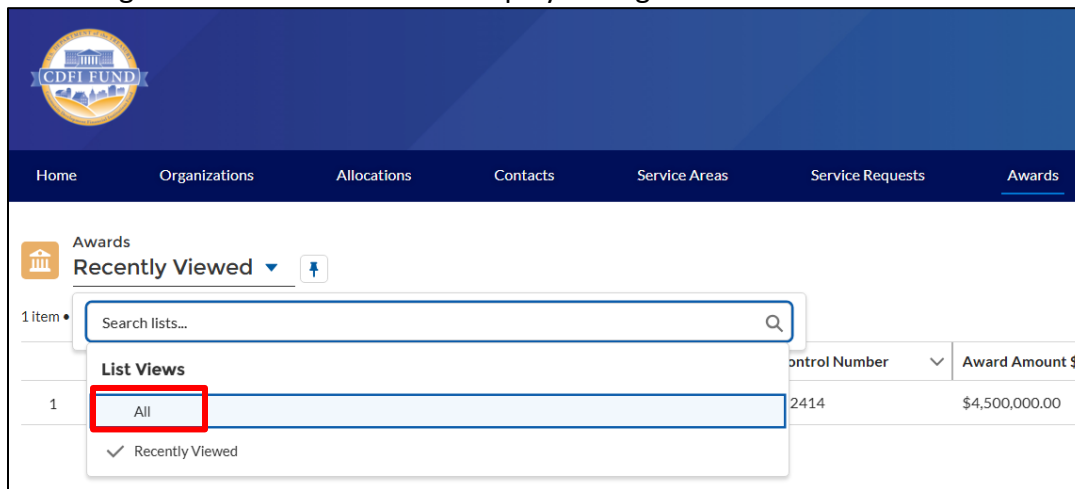 CDFI FUND
Home Organizations Allocations Contacts Service Areas Service Requests Awards
Awards
Recently Viewed
1 item •
Search lists...
List Views
ontrol Number Award Amount $
1 All 2414 $4,500,000.00
Recently Viewed